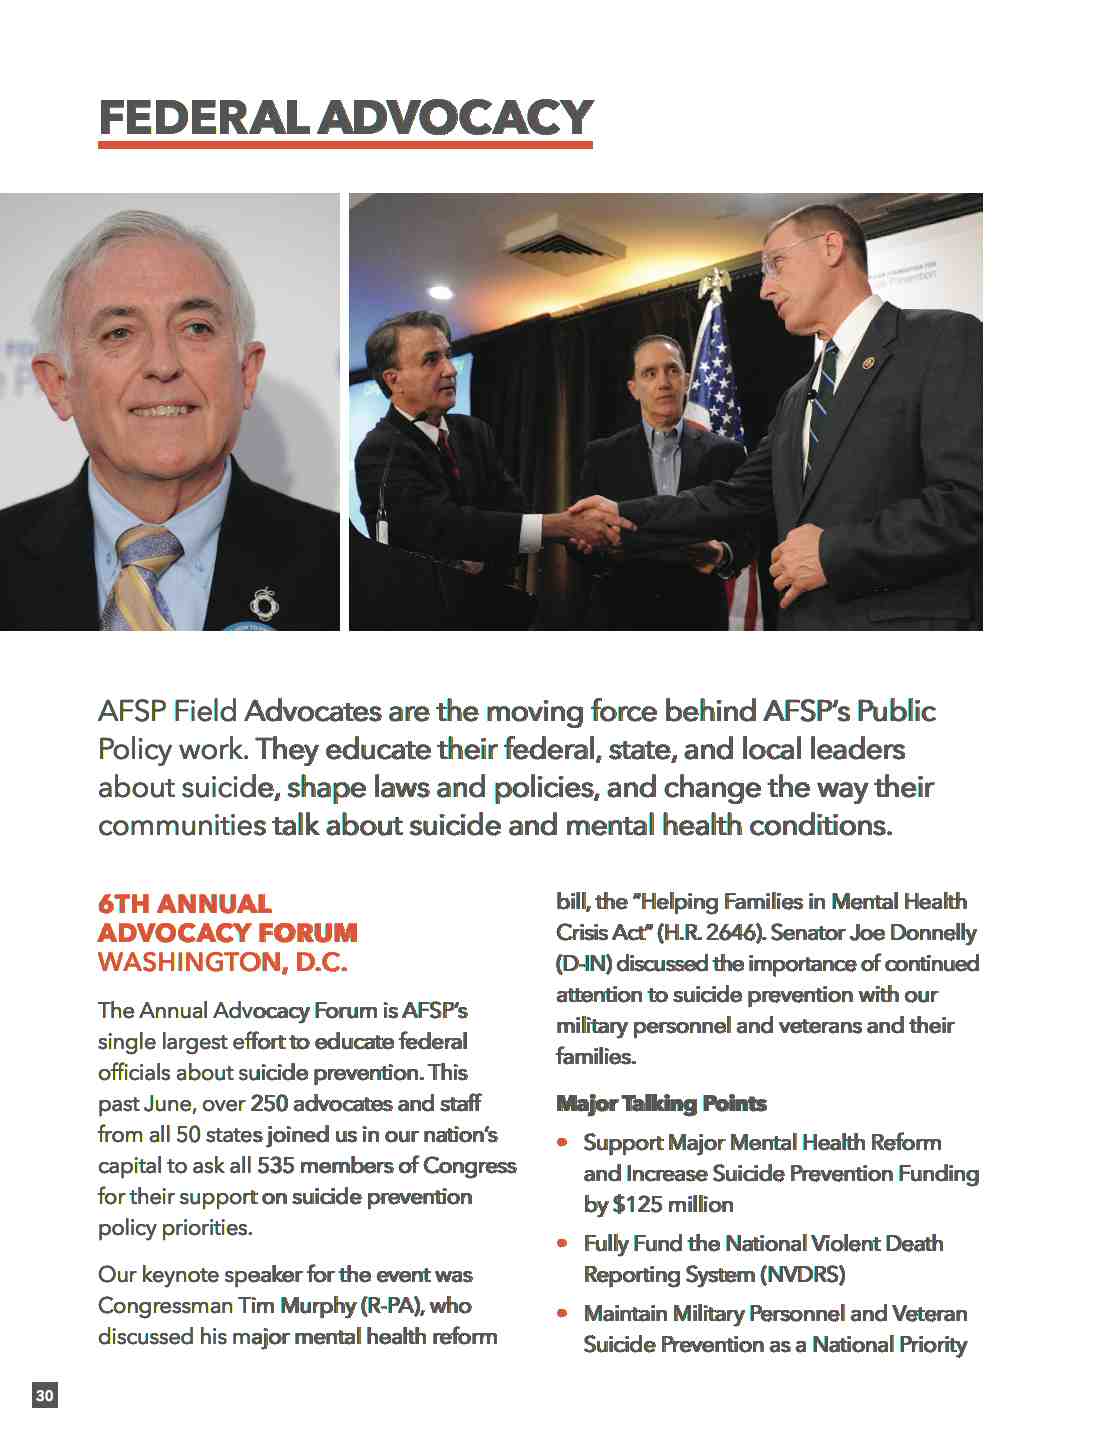 FEDERAL ADVOCACY
AFSP Field Advocates are the moving force behind AFSP's Public
Policy work. They educate their federal, state, and local leaders
about suicide, shape laws and policies, and change the way their
communities talk about suicide and mental health conditions.
6TH ANNUAL
ADVOCACY FORUM
WASHINGTON, D.C.
The Annual Advocacy Forum is AFSP's
single largest effort to educate federal
officials about suicide prevention. This
past June, over 250 advocates and staff
from all 50 states joined us in our nation's
capital to ask all 535 members of Congress
for their support on suicide prevention
policy priorities.
Our keynote speaker for the event was
Congressman Tim Murphy (R-PA), who
discussed his major mental health reform
bill, the "Helping Families in Mental Health
Crisis Act" (H.R. 2646). Senator Joe Donnelly
(D-IN) discussed the importance of continued
attention to suicide prevention with our
military personnel and veterans and their
families.
Major Talking Points
• Support Major Mental Health Reform
and Increase Suicide Prevention Funding
by $125 million
• Fully Fund the National Violent Death
Reporting System (NVDRS)
• Maintain Military Personnel and Veteran
Suicide Prevention as a National Priority
30